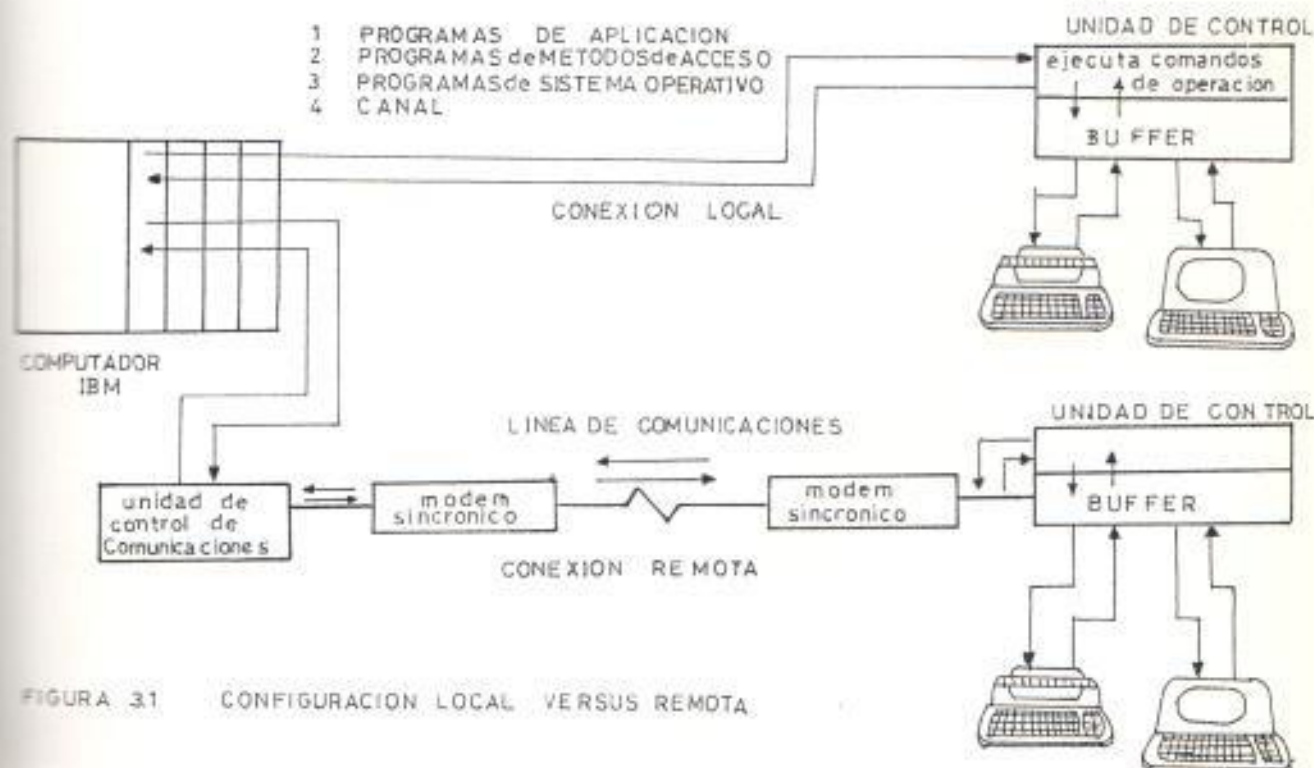 1 PROGRAMAS DE APLICACION
2 PROGRAMAS de METODOS de ACCESO
3 PROGRAMAS de SISTEMA OPERATIVO
4 CANAL
UNIDAD DE CONTROL
ejecuta comandos
de operacion
BUFFER
CONEXION LOCAL
COMPUTADOR
IBM
LINEA DE COMUNICACIONES
UNIDAD DE CONTROL
unidad de
control de
Comunicaciones
modem
sincronico
modem
sincronico
BUFFER
CONEXION REMOTA
FIGURA 3.1 CONFIGURACION LOCAL VERSUS REMOTA